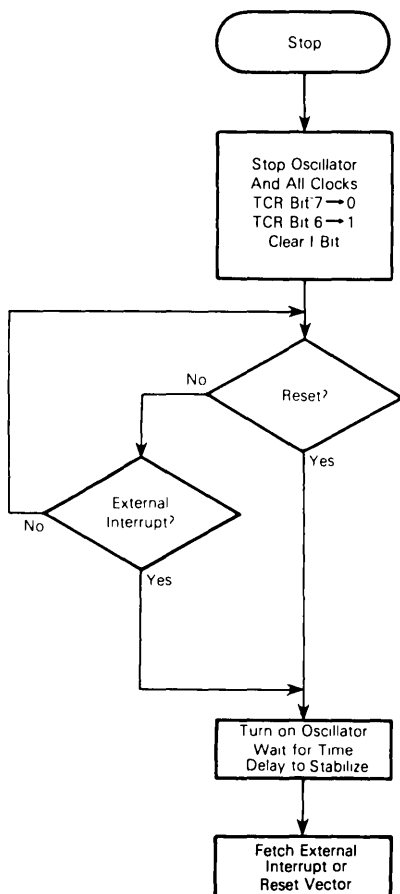 Stop
Stop Oscillator
And All Clocks
TCR Bit 7→0
TCR Bit 6→1
Clear I Bit
Reset?
No
Yes
External
Interrupt?
No
Yes
Turn on Oscillator
Wait for Time
Delay to Stabilize
Fetch External
Interrupt or
Reset Vector